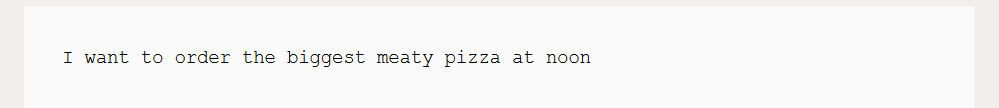 I want to order the biggest meaty pizza at noon